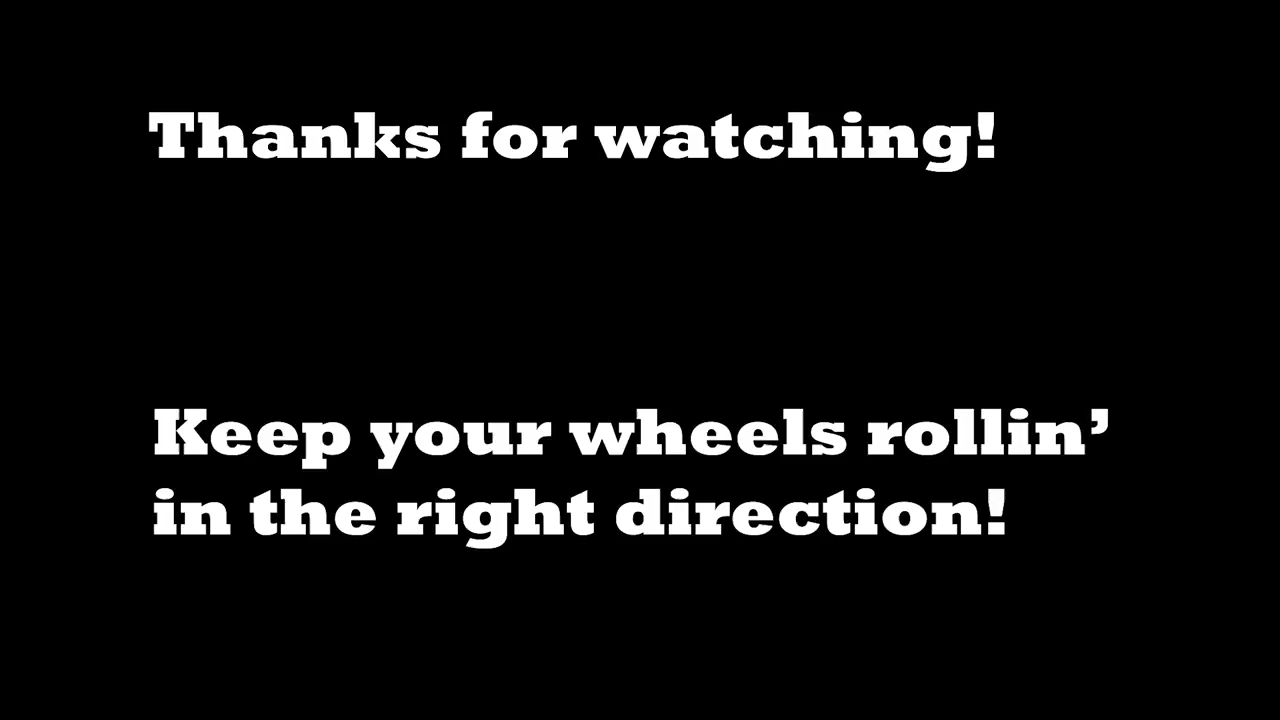 Thanks for watching!
Keep your wheels rollin’
in the right direction!